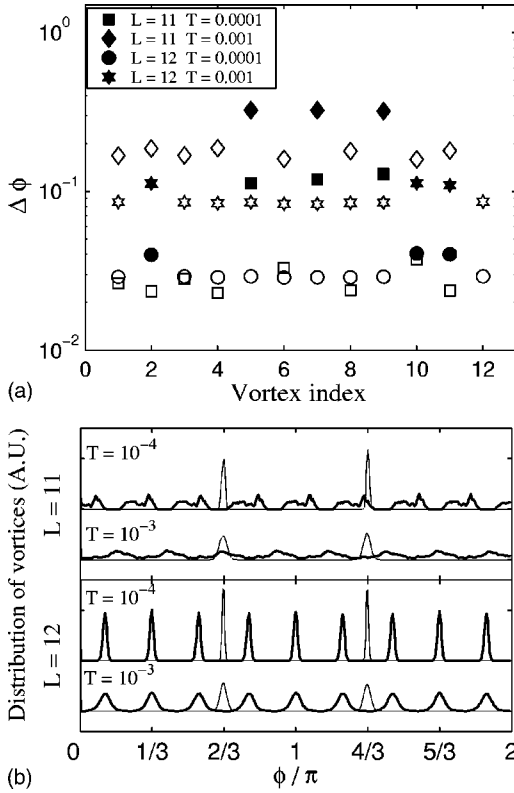 10^0
■ L = 11 T = 0.0001
◆ L = 11 T = 0.001
● L = 12 T = 0.0001
✶ L = 12 T = 0.001
Δ ϕ
10^-1
10^-2
0 2 4 6 8 10 12
(a) Vortex index
Distribution of vortices (A.U.)
L = 11
T = 10^-4
T = 10^-3
L = 12
T = 10^-4
T = 10^-3
0 1/3 2/3 1 4/3 5/3 2
(b) ϕ / π